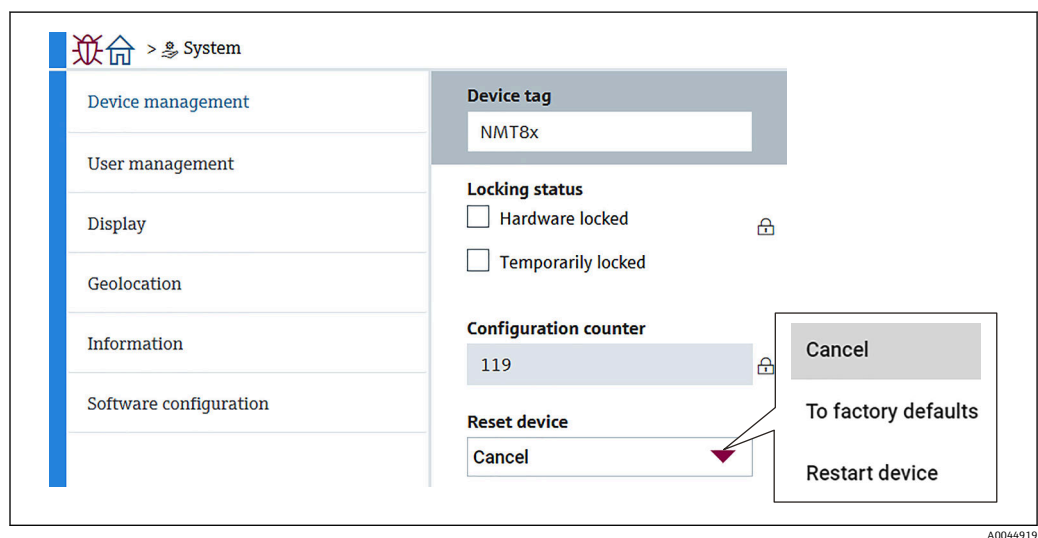 > System
Device management
User management
Display
Geolocation
Information
Software configuration
Device tag
NMT8x
Locking status
Hardware locked
Temporarily locked
Configuration counter
119
Reset device
Cancel
Cancel
To factory defaults
Restart device
A0044919